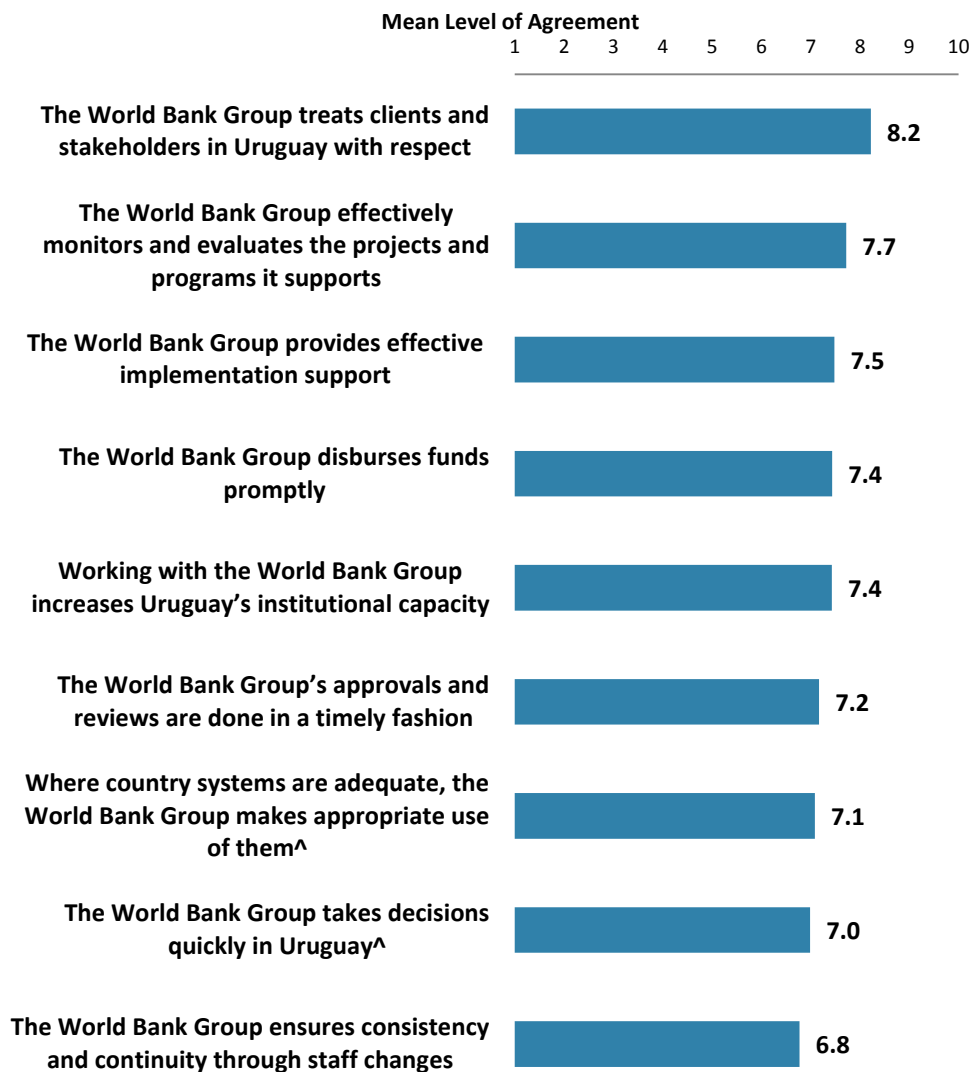 Mean Level of Agreement
1 2 3 4 5 6 7 8 9 10
The World Bank Group treats clients and
stakeholders in Uruguay with respect
8.2
The World Bank Group effectively
monitors and evaluates the projects and
programs it supports
7.7
The World Bank Group provides effective
implementation support
7.5
The World Bank Group disburses funds
promptly
7.4
Working with the World Bank Group
increases Uruguay’s institutional capacity
7.4
The World Bank Group’s approvals and
reviews are done in a timely fashion
7.2
Where country systems are adequate, the
World Bank Group makes appropriate use
of them^
7.1
The World Bank Group takes decisions
quickly in Uruguay^
7.0
The World Bank Group ensures consistency
and continuity through staff changes
6.8